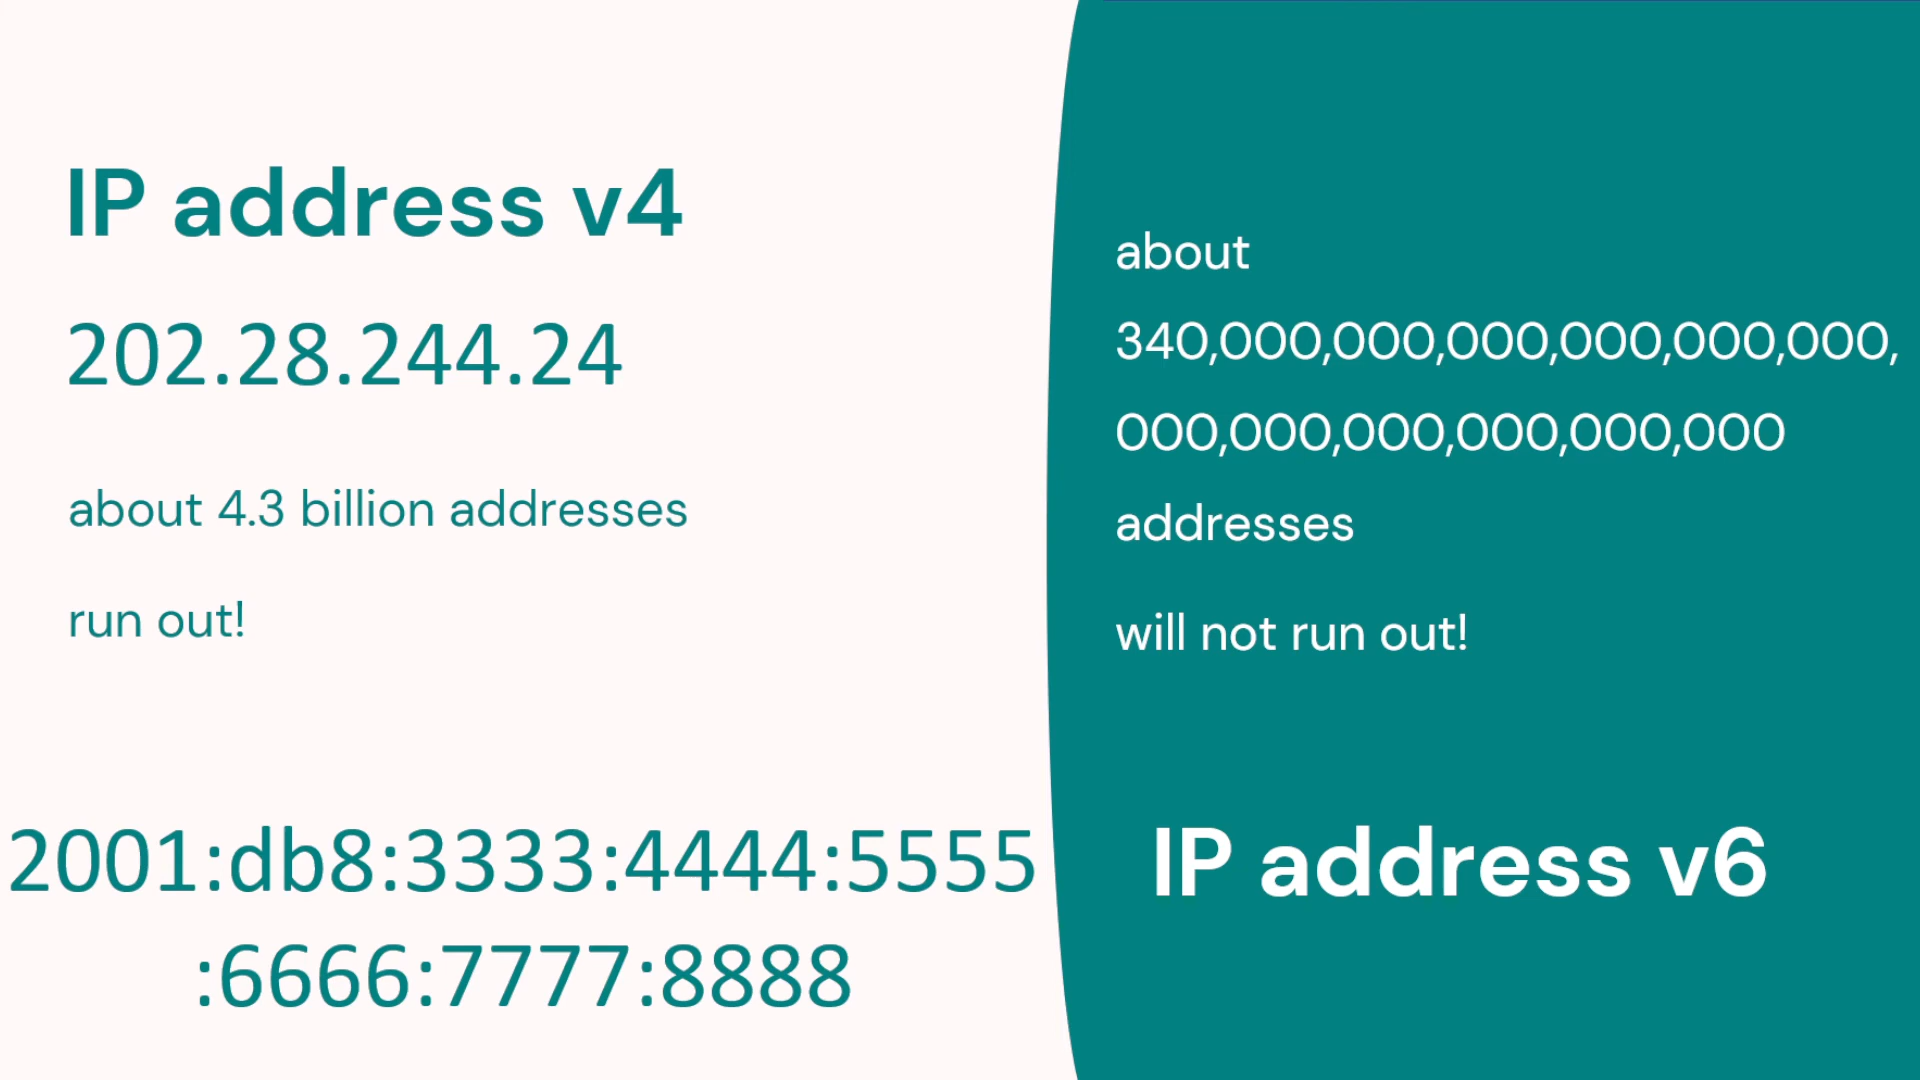 IP address v4
202.28.244.24
about 4.3 billion addresses
run out!
2001:db8:3333:4444:5555
:6666:7777:8888
about
340,000,000,000,000,000,000,
000,000,000,000,000,000
addresses
will not run out!
IP address v6